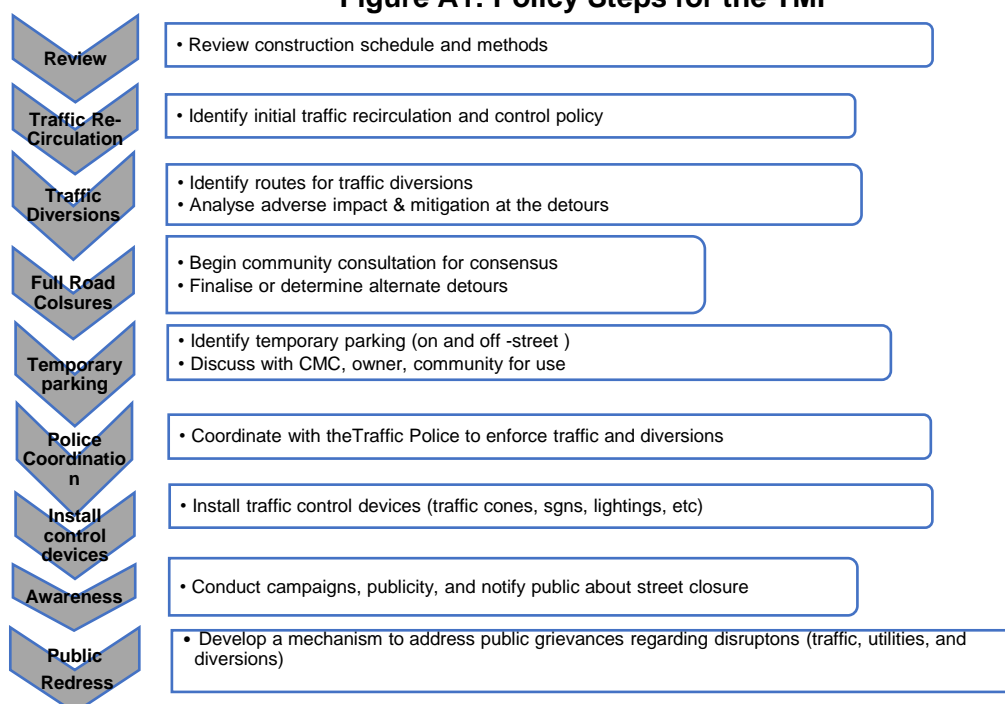 Figure A1: Policy Steps for the TMP
Review
• Review construction schedule and methods
Traffic Re-
Circulation
• Identify initial traffic recirculation and control policy
Traffic
Diversions
• Identify routes for traffic diversions
• Analyse adverse impact & mitigation at the detours
Full Road
Colsures
• Begin community consultation for consensus
• Finalise or determine alternate detours
Temporary
parking
• Identify temporary parking (on and off -street )
• Discuss with CMC, owner, community for use
Police
Coordinatio
n
• Coordinate with theTraffic Police to enforce traffic and diversions
Install
control
devices
• Install traffic control devices (traffic cones, sgns, lightings, etc)
Awareness
• Conduct campaigns, publicity, and notify public about street closure
Public
Redress
• Develop a mechanism to address public grievances regarding disruptons (traffic, utilities, and
diversions)